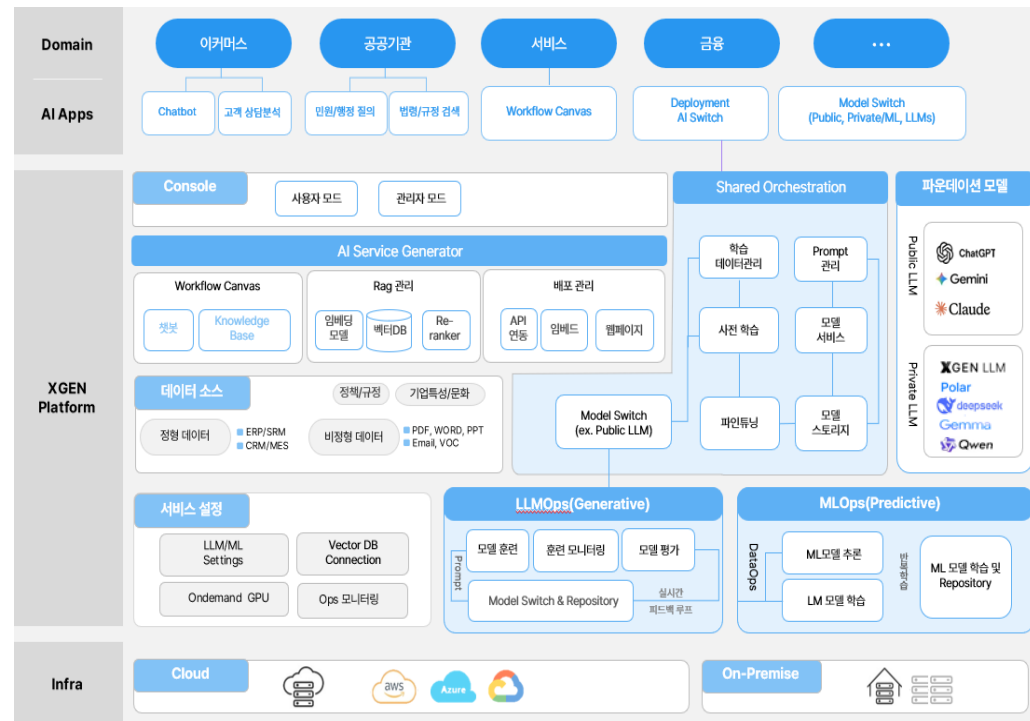 Domain
이커머스
공공기관
서비스
금융
...
AI Apps
Chatbot
고객 상담분석
민원/행정 질의
법령/규정 검색
Workflow Canvas
Deployment
AI Switch
Model Switch
(Public, Private/ML, LLMs)
XGEN
Platform
Console
사용자 모드
관리자 모드
AI Service Generator
Workflow Canvas
챗봇
Knowledge
Base
Rag 관리
임베딩
모델
벡터DB
Re-
ranker
배포 관리
API
연동
임베드
웹페이지
데이터 소스
정책/규정
기업특성/문화
정형 데이터
ERP/SRM
CRM/MES
비정형 데이터
PDF, WORD, PPT
Email, VOC
Shared Orchestration
학습
데이터관리
Prompt
관리
사전 학습
모델
서비스
Model Switch
(ex. Public LLM)
파인튜닝
모델
스토리지
파운데이션 모델
Public LLM
ChatGPT
Gemini
Claude
Private LLM
XGEN LLM
Polar
deepseek
Gemma
Qwen
서비스 설정
LLM/ML
Settings
Vector DB
Connection
Ondemand GPU
Ops 모니터링
LLMOps(Generative)
Prompt
모델 훈련
훈련 모니터링
모델 평가
Model Switch & Repository
실시간
피드백 루프
MLOps(Predictive)
DataOps
ML모델 추론
LM 모델 학습
반복학습
ML 모델 학습 및
Repository
Infra
Cloud
aws
Azure
On-Premise